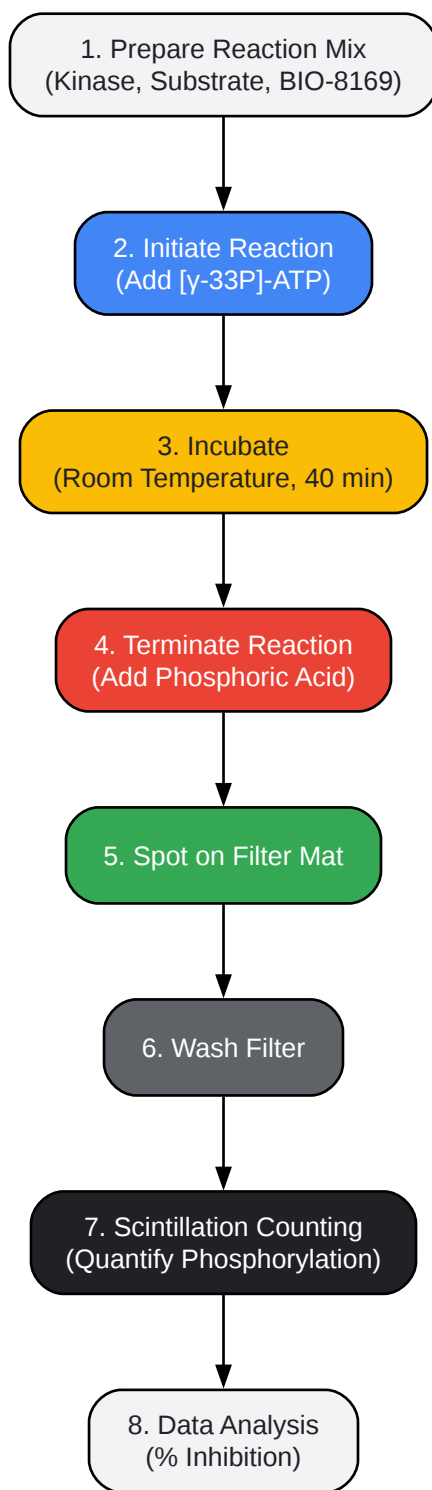 1. Prepare Reaction Mix
(Kinase, Substrate, BIO-8169)
2. Initiate Reaction
(Add [γ-33P]-ATP)
3. Incubate
(Room Temperature, 40 min)
4. Terminate Reaction
(Add Phosphoric Acid)
5. Spot on Filter Mat
6. Wash Filter
7. Scintillation Counting
(Quantify Phosphorylation)
8. Data Analysis
(% Inhibition)